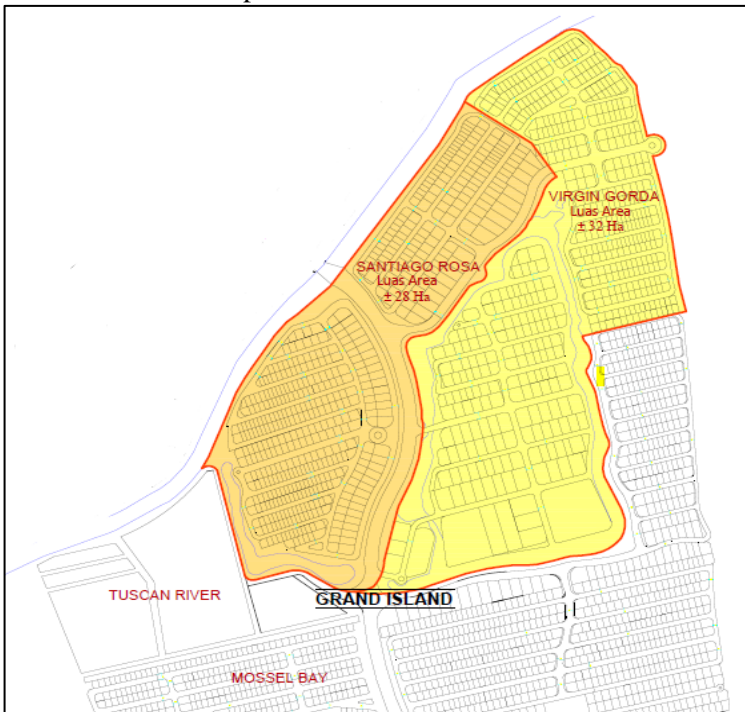 VIRGIN GORDA
Luas Area
± 32 Ha
SANTIAGO ROSA
Luas Area
± 28 Ha
TUSCAN RIVER
GRAND ISLAND
MOSSEL BAY